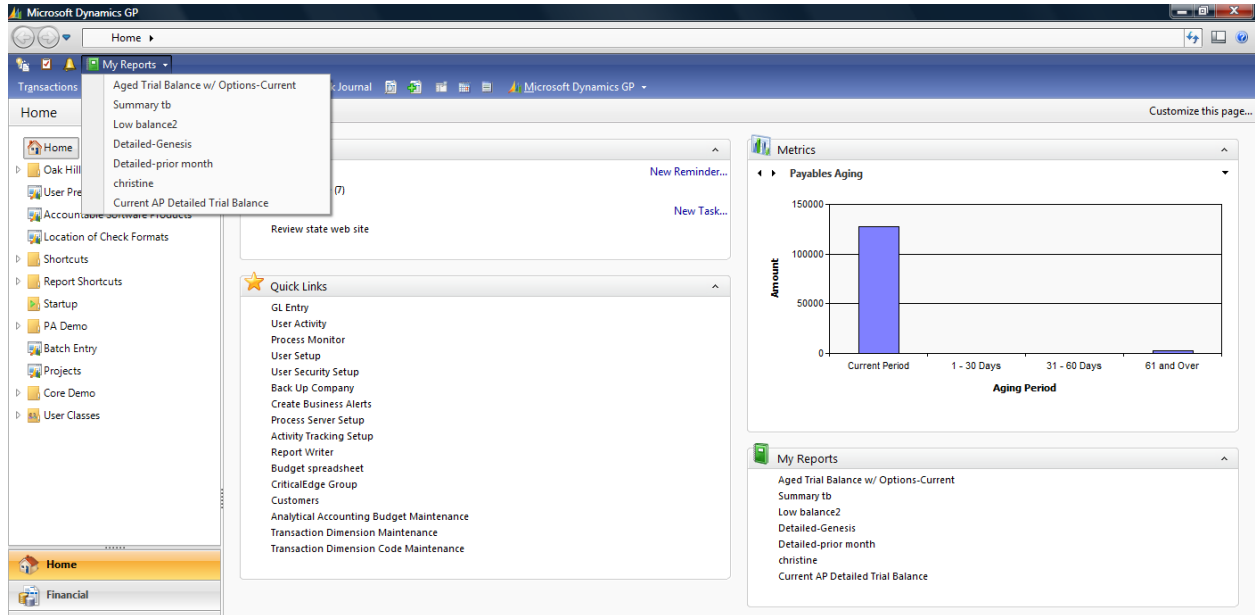 Microsoft Dynamics GP
Home
My Reports
Transactions
Journal
Microsoft Dynamics GP
Aged Trial Balance w/ Options-Current
Summary tb
Low balance2
Detailed-Genesis
Detailed-prior month
christine
Current AP Detailed Trial Balance
Home
Customize this page...
Home
Oak Hill
User Pre
Accountable Software Products
Location of Check Formats
Shortcuts
Report Shortcuts
Startup
PA Demo
Batch Entry
Projects
Core Demo
User Classes
Home
Financial
New Reminder...
(7)
New Task...
Review state web site
Quick Links
GL Entry
User Activity
Process Monitor
User Setup
User Security Setup
Back Up Company
Create Business Alerts
Process Server Setup
Activity Tracking Setup
Report Writer
Budget spreadsheet
CriticalEdge Group
Customers
Analytical Accounting Budget Maintenance
Transaction Dimension Maintenance
Transaction Dimension Code Maintenance
Metrics
Payables Aging
150000
100000
50000
0
Amount
Current Period 1 - 30 Days 31 - 60 Days 61 and Over
Aging Period
My Reports
Aged Trial Balance w/ Options-Current
Summary tb
Low balance2
Detailed-Genesis
Detailed-prior month
christine
Current AP Detailed Trial Balance